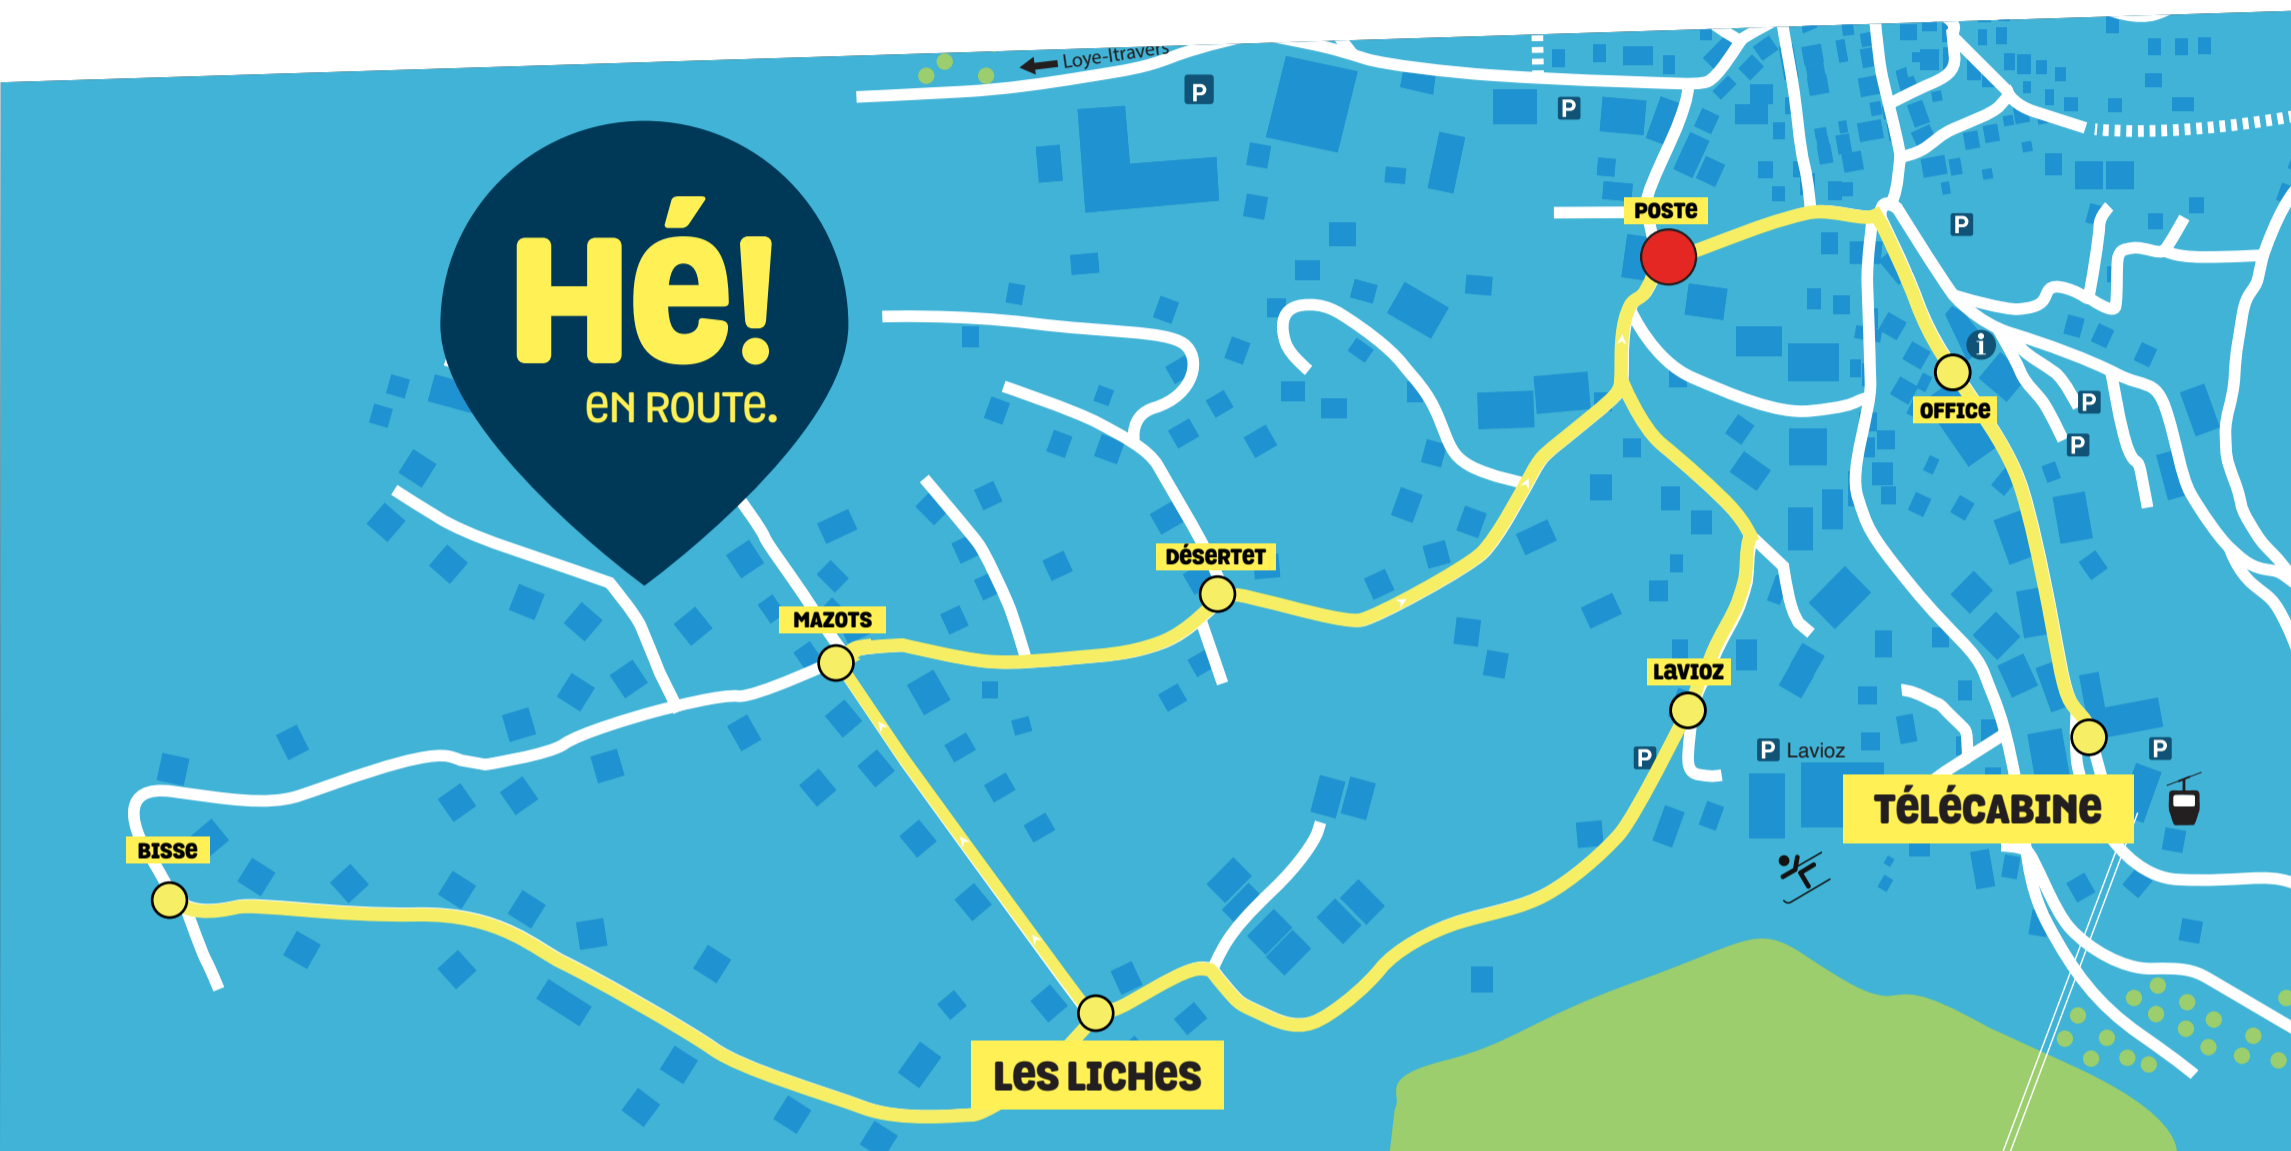 Loye-Itravers
P
P
Hé!
en route.
Poste
P
i
Office
P
P
Désertet
Mazots
Lavioz
P
P Lavioz
P
Télécabine
Bisse
Les Liches